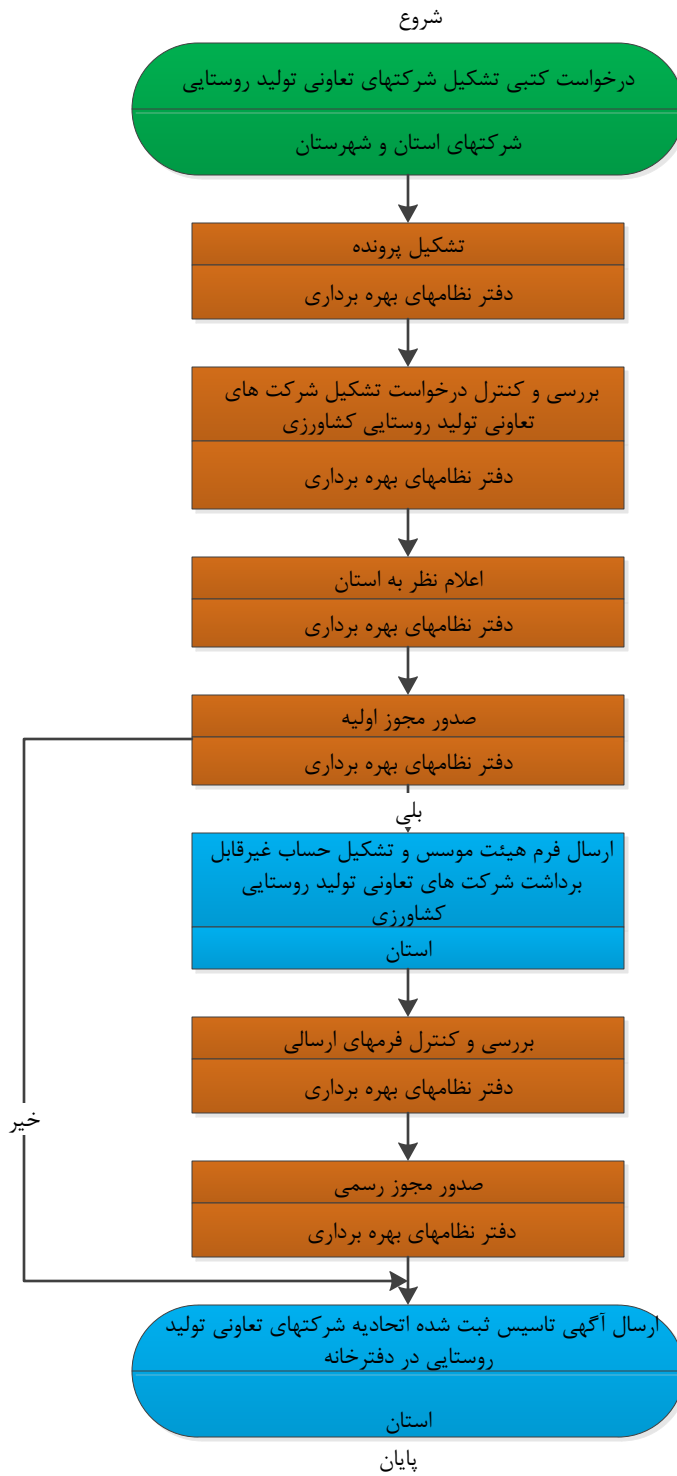 شروع
درخواست کتبی تشکیل شرکتهای تعاونی تولید روستایی
شرکتهای استان و شهرستان
تشکیل پرونده
دفتر نظامهای بهره برداری
بررسی و کنترل درخواست تشکیل شرکت های
تعاونی تولید روستایی کشاورزی
دفتر نظامهای بهره برداری
اعلام نظر به استان
دفتر نظامهای بهره برداری
صدور مجوز اولیه
دفتر نظامهای بهره برداری
بلی
ارسال فرم هیئت موسس و تشکیل حساب غیرقابل
برداشت شرکت های تعاونی تولید روستایی
کشاورزی
استان
بررسی و کنترل فرمهای ارسالی
دفتر نظامهای بهره برداری
خیر
صدور مجوز رسمی
دفتر نظامهای بهره برداری
ارسال آگهی تاسیس ثبت شده اتحادیه شرکتهای تعاونی تولید
روستایی در دفترخانه
استان
پایان